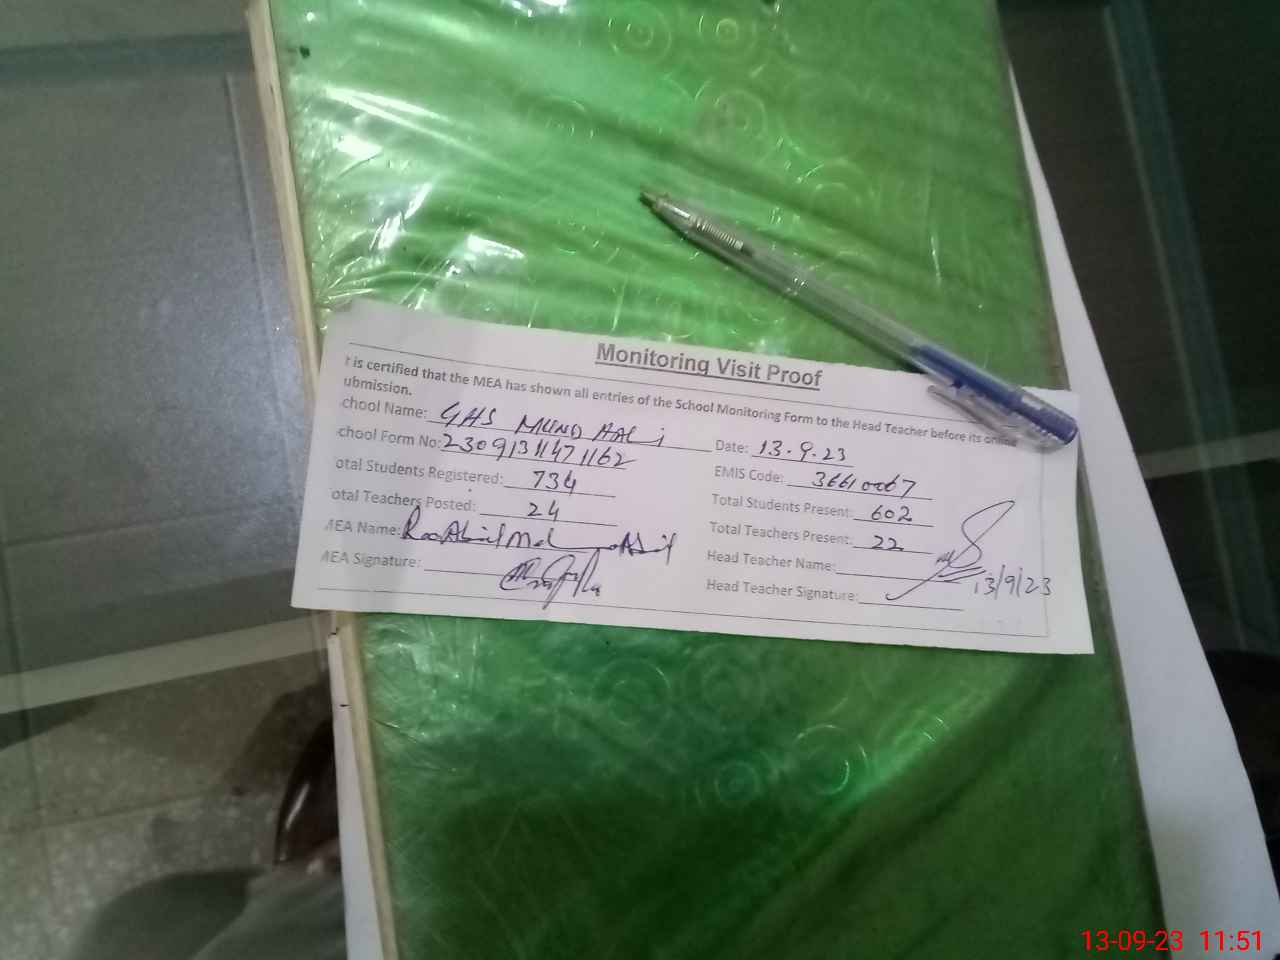 Monitoring Visit Proof
t is certified that the MEA has shown all entries of the School Monitoring Form to the Head Teacher before its online
ubmission.
chool Name: GHS MUND AALi
Date: 13.9.23
chool Form No: 2309131147 1162
EMIS Code: 36610067
otal Students Registered: 734
Total Students Present: 602
otal Teachers Posted: 24
Total Teachers Present: 22
MEA Name: Rao
Head Teacher Name:
MEA Signature:
Head Teacher Signature:
13/9/23
13-09-23 11:51